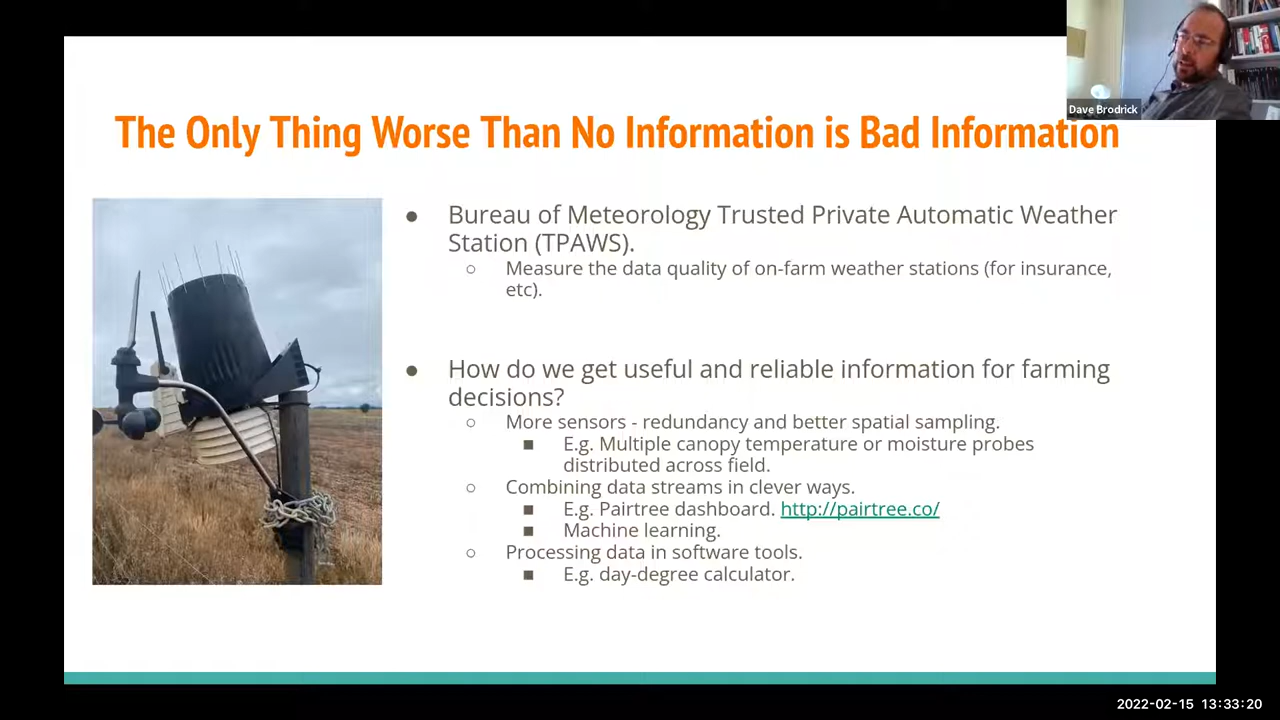 Dave Brodrick
The Only Thing Worse Than No Information is Bad Information
● Bureau of Meteorology Trusted Private Automatic Weather
Station (TPAWS).
○ Measure the data quality of on-farm weather stations (for insurance,
etc).
● How do we get useful and reliable information for farming
decisions?
○ More sensors - redundancy and better spatial sampling.
■ E.g. Multiple canopy temperature or moisture probes
distributed across field.
○ Combining data streams in clever ways.
■ E.g. Pairtree dashboard. http://pairtree.co/
■ Machine learning.
○ Processing data in software tools.
■ E.g. day-degree calculator.
2022-02-15 13:33:20